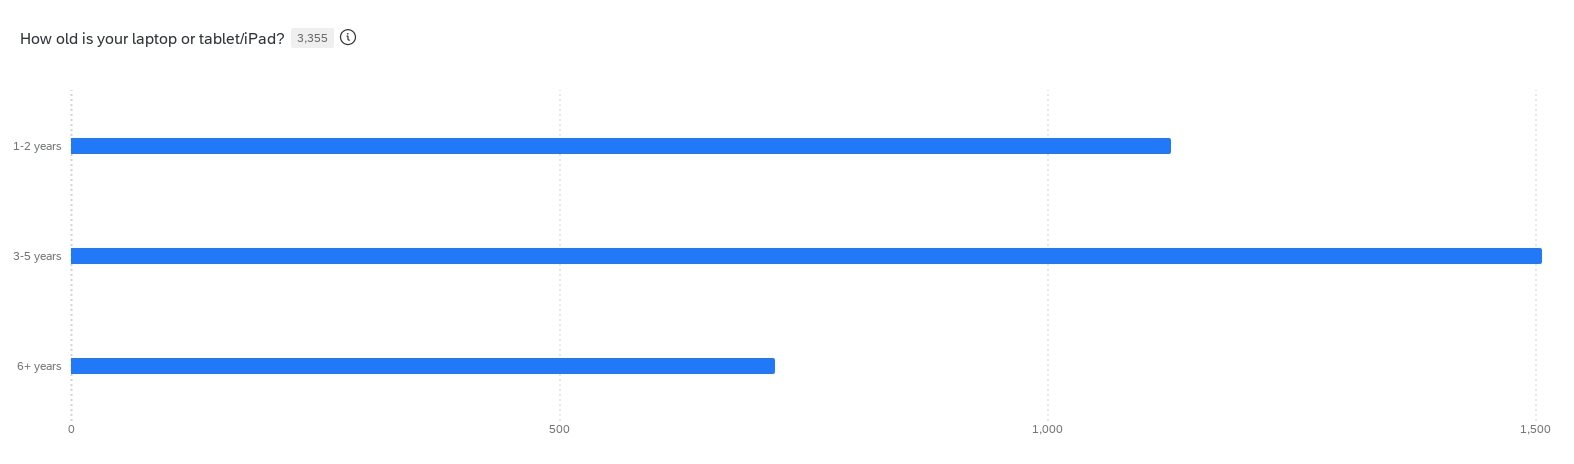 How old is your laptop or tablet/iPad? 3,355
1-2 years
3-5 years
6+ years
0 500 1,000 1,500